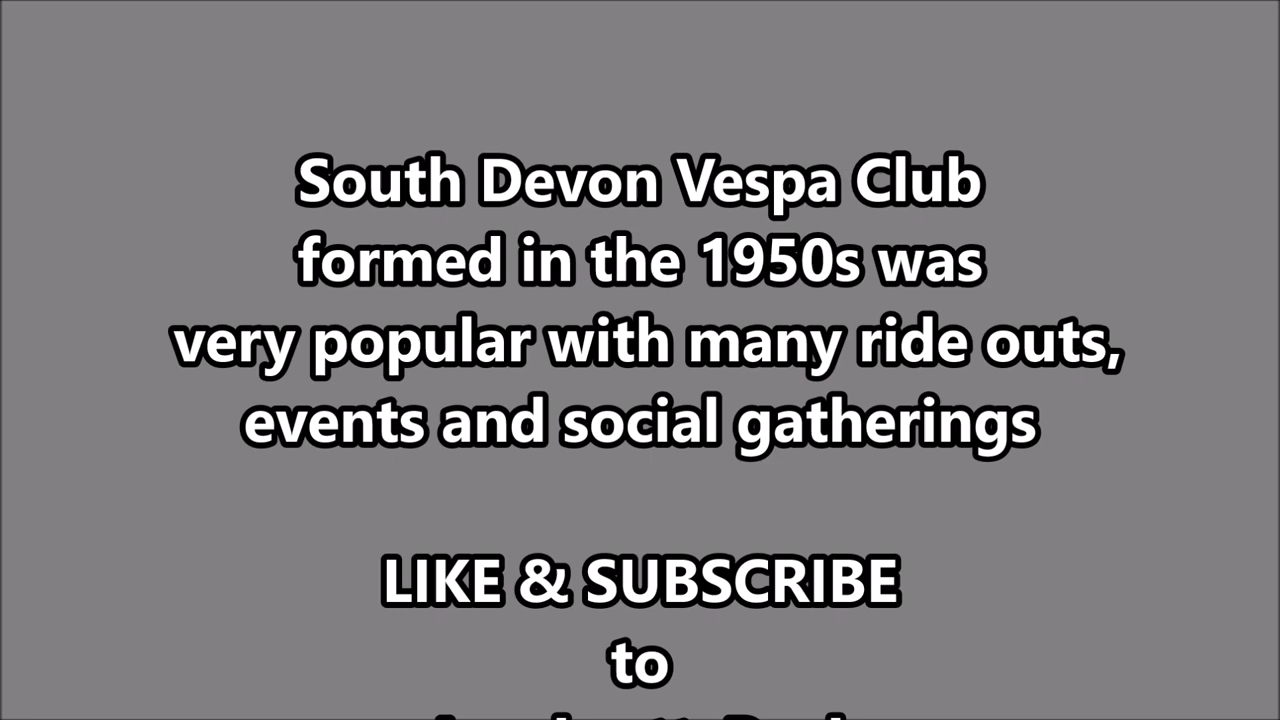 South Devon Vespa Club
formed in the 1950s was
very popular with many ride outs,
events and social gatherings
LIKE & SUBSCRIBE
to